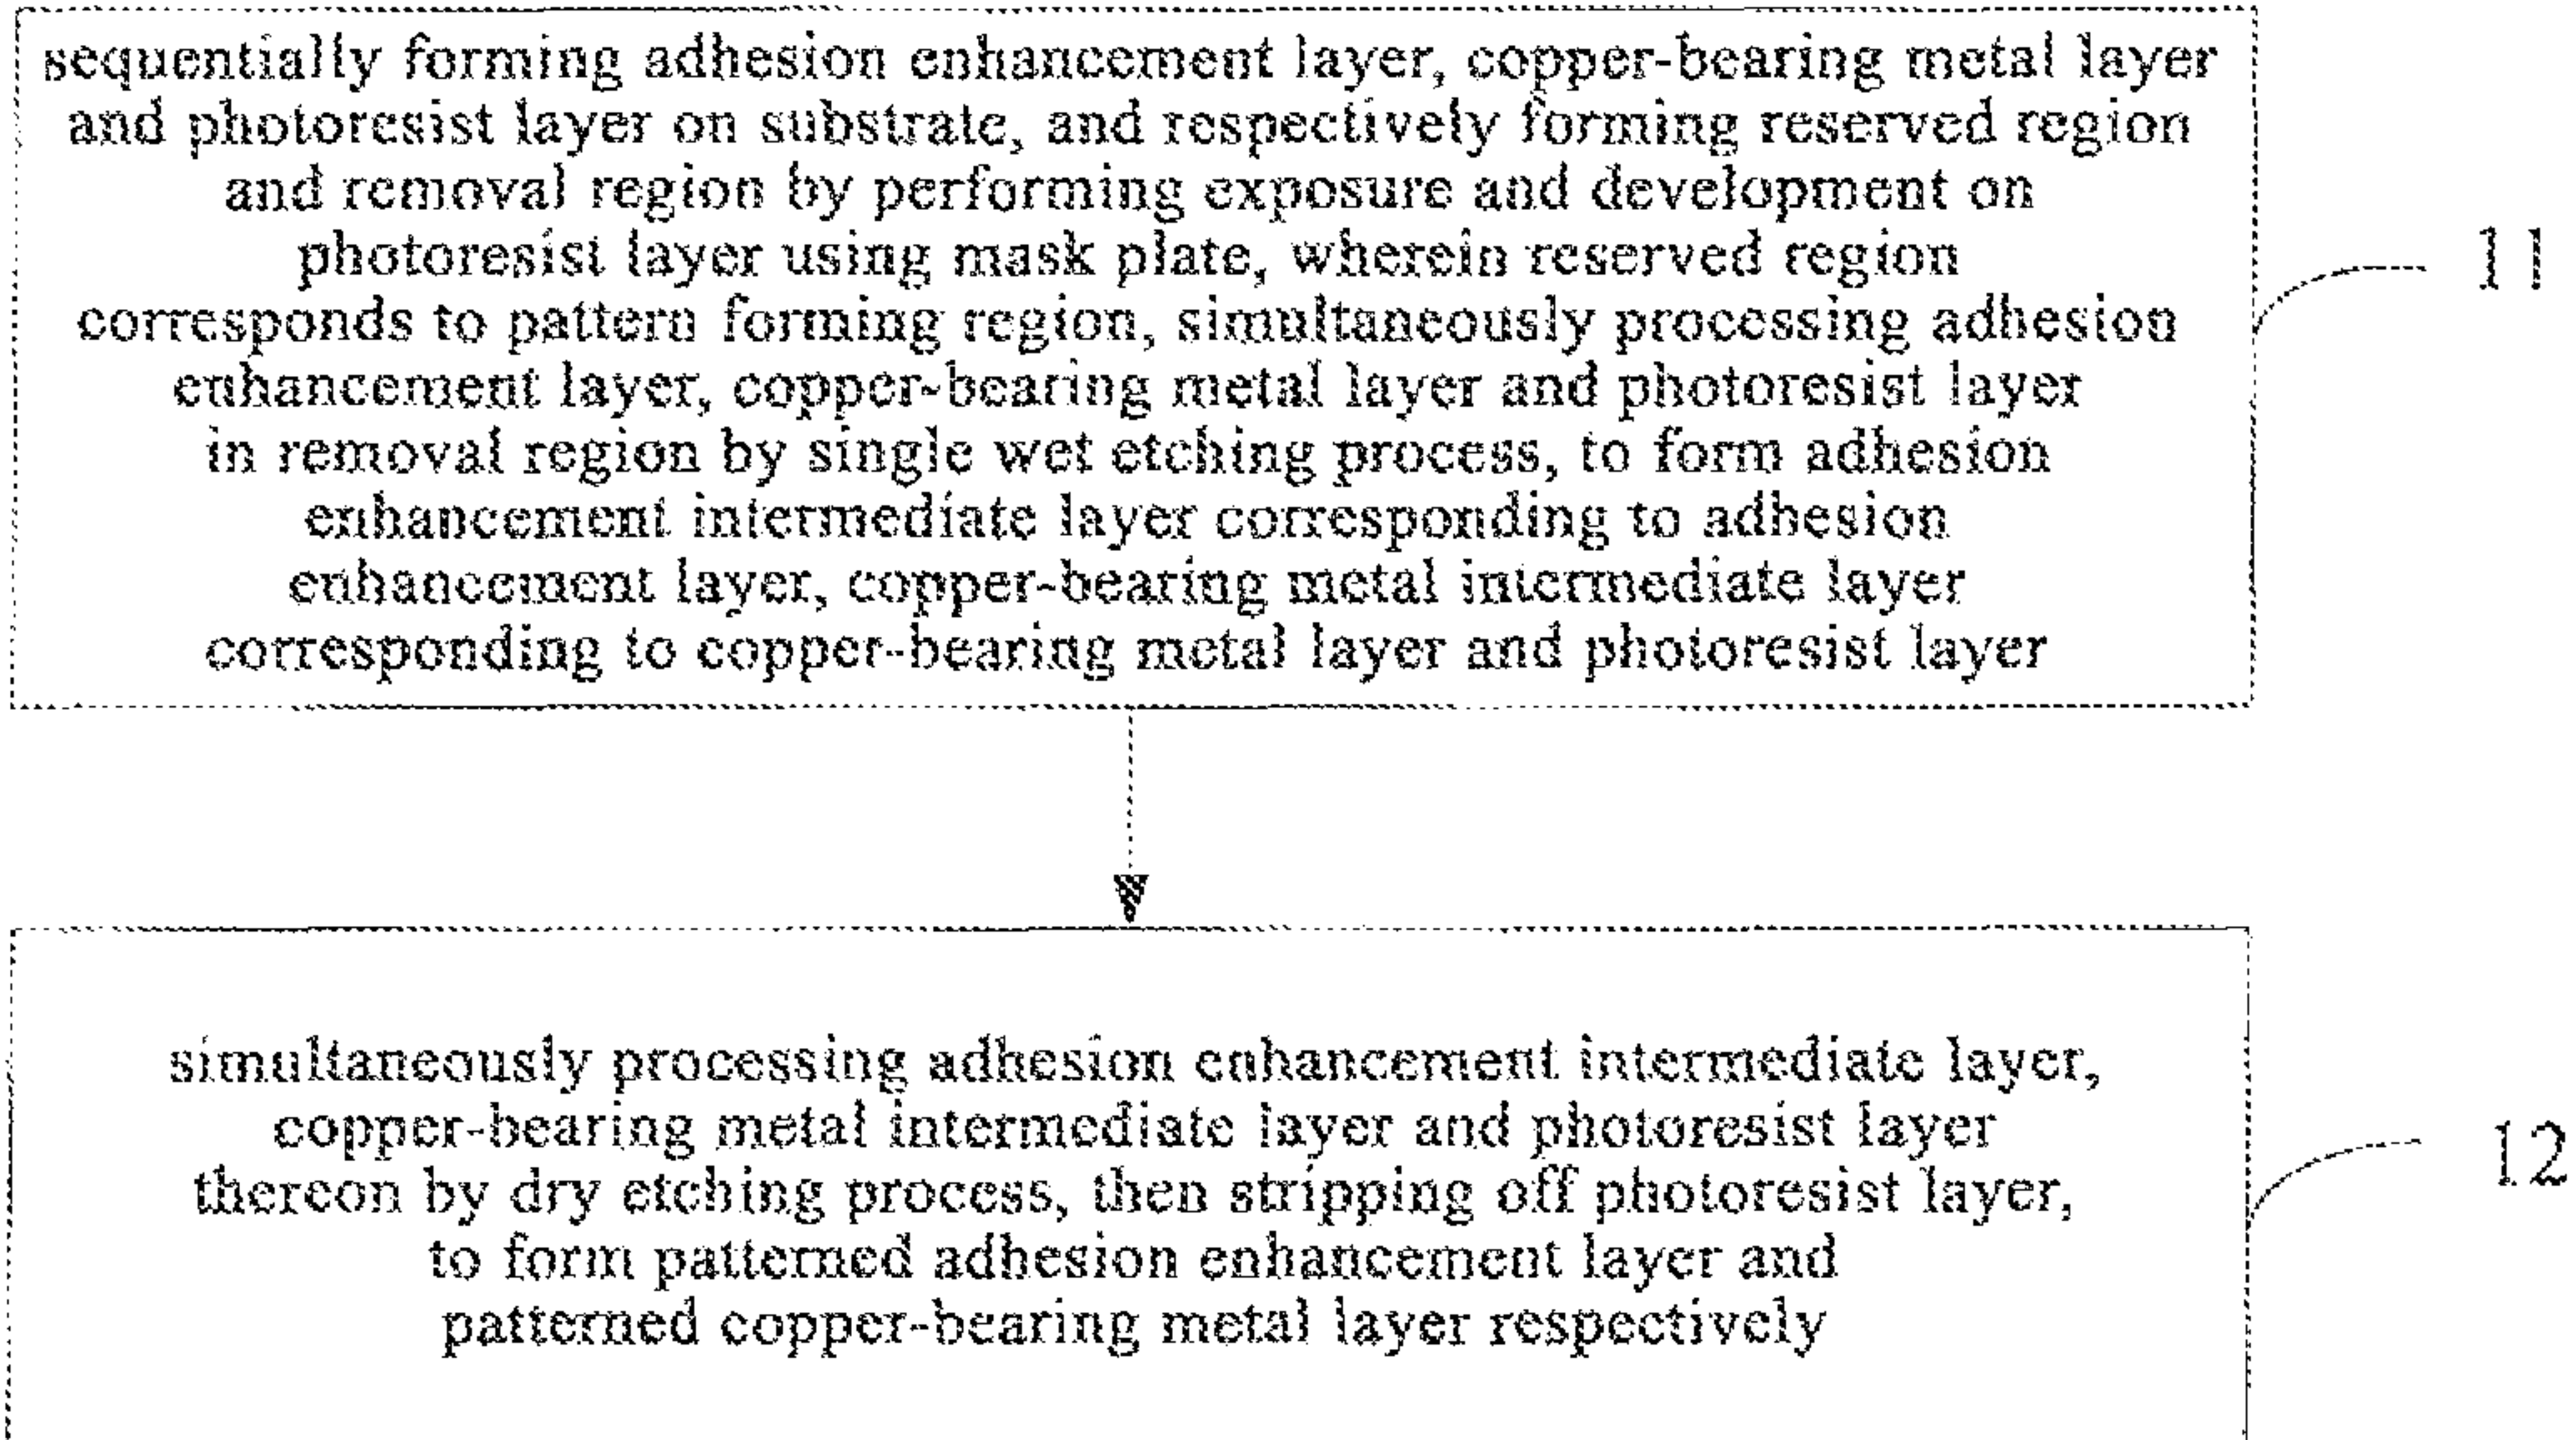 sequentially forming adhesion enhancement layer, copper-bearing metal layer
and photoresist layer on substrate, and respectively forming reserved region
and removal region by performing exposure and development on
photoresist layer using mask plate, wherein reserved region
corresponds to pattern forming region, simultaneously processing adhesion
enhancement layer, copper-bearing metal layer and photoresist layer
in removal region by single wet etching process, to form adhesion
enhancement intermediate layer corresponding to adhesion
enhancement layer, copper-bearing metal intermediate layer
corresponding to copper-bearing metal layer and photoresist layer
11
simultaneously processing adhesion enhancement intermediate layer,
copper-bearing metal intermediate layer and photoresist layer
thereon by dry etching process, then stripping off photoresist layer,
to form patterned adhesion enhancement layer and
patterned copper-bearing metal layer respectively
12